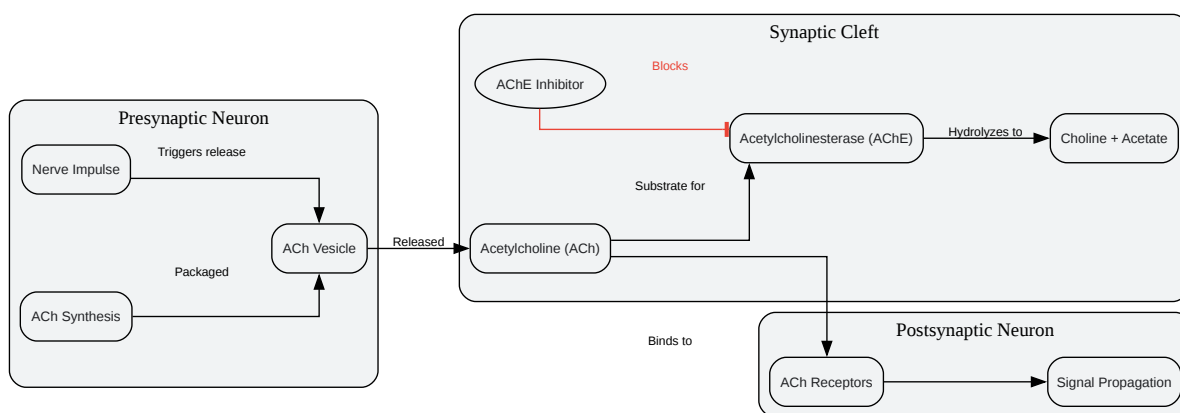 Synaptic Cleft
Blocks
AChE Inhibitor
Presynaptic Neuron
Acetylcholinesterase (AChE)
Hydrolyzes to
Choline + Acetate
Triggers release
Nerve Impulse
Substrate for
ACh Vesicle
Released
Acetylcholine (ACh)
Packaged
ACh Synthesis
Postsynaptic Neuron
Binds to
ACh Receptors
Signal Propagation